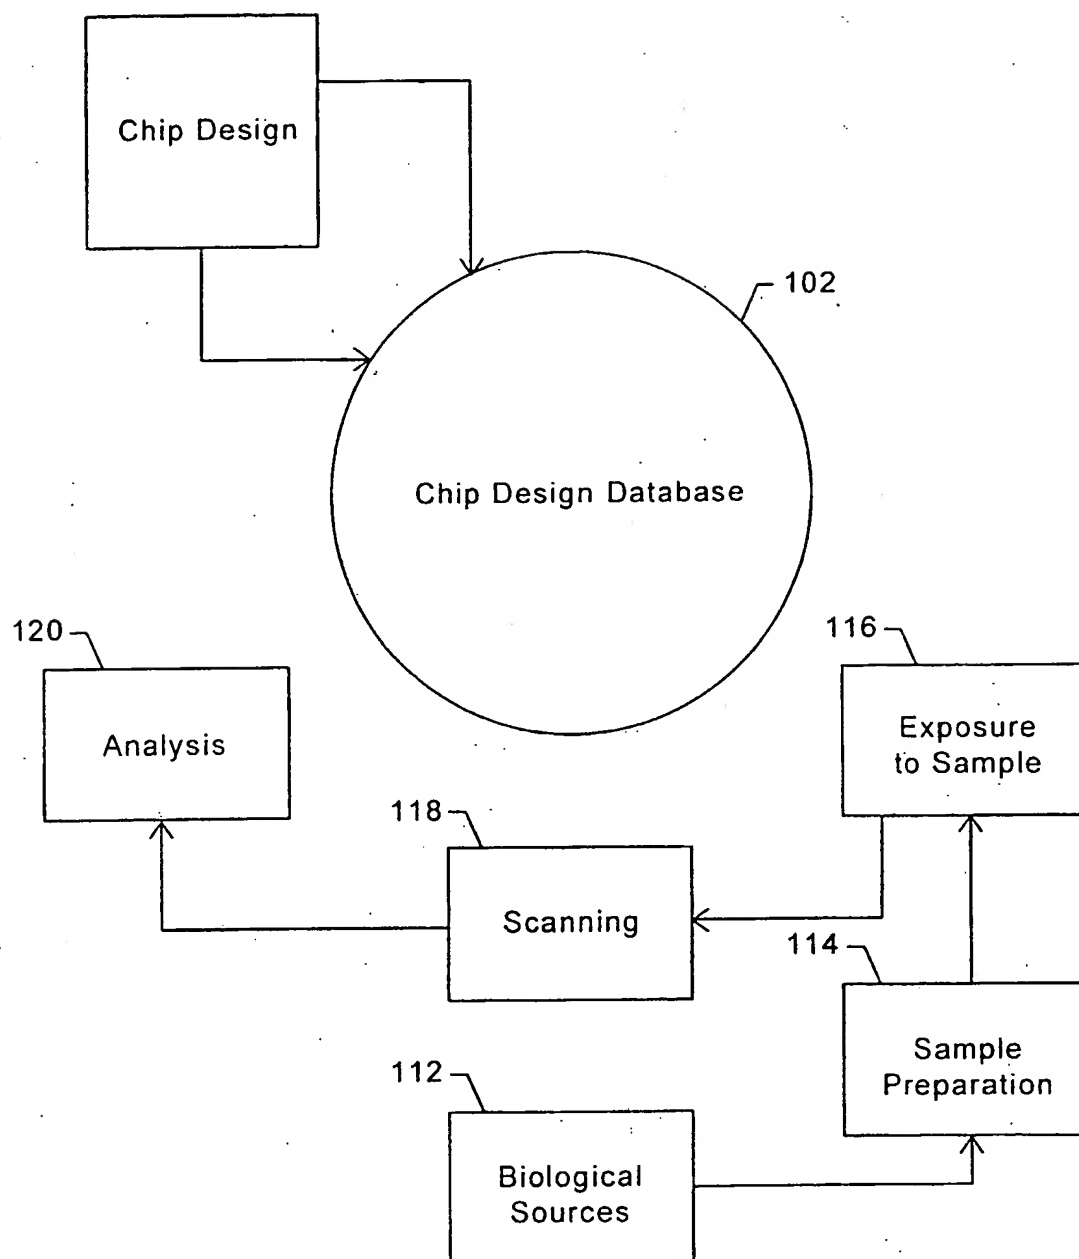 Chip Design
102
Chip Design Database
120
116
Analysis
Exposure
to Sample
118
Scanning
114
Sample
Preparation
112
Biological
Sources